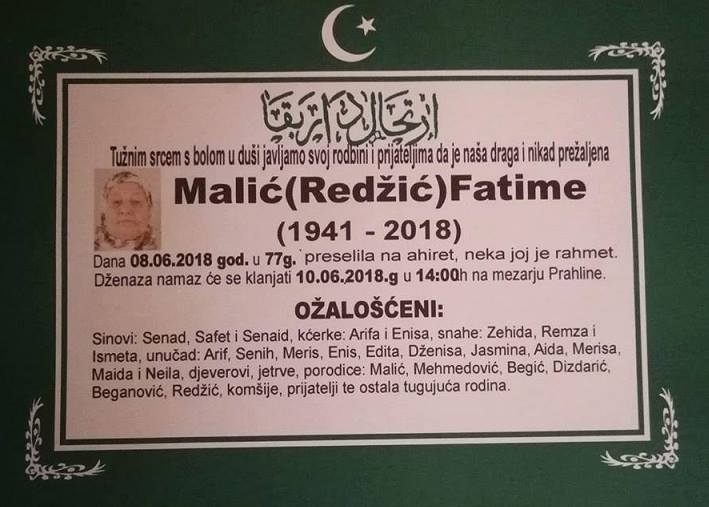 ارتحال دار بقا
Tužnim srcem s bolom u duši javljamo svoj rodbini i prijateljima da je naša draga i nikad prežaljena
Malić(Redžić)Fatime
(1941 - 2018)
Dana 08.06.2018 god. u 77g. preselila na ahiret, neka joj je rahmet.
Dženaza namaz će se klanjati 10.06.2018.g u 14:00h na mezarju Prahline.
OŽALOŠĆENI:
Sinovi: Senad, Safet i Senaid, kćerke: Arifa i Enisa, snahe: Zehida, Remza i
Ismeta, unučad: Arif, Senih, Meris, Enis, Edita, Dženisa, Jasmina, Aida, Merisa,
Maida i Neila, djeverovi, jetrve, porodice: Malić, Mehmedović, Begić, Dizdarić,
Beganović, Redžić, komšije, prijatelji te ostala tugujuća rodina.